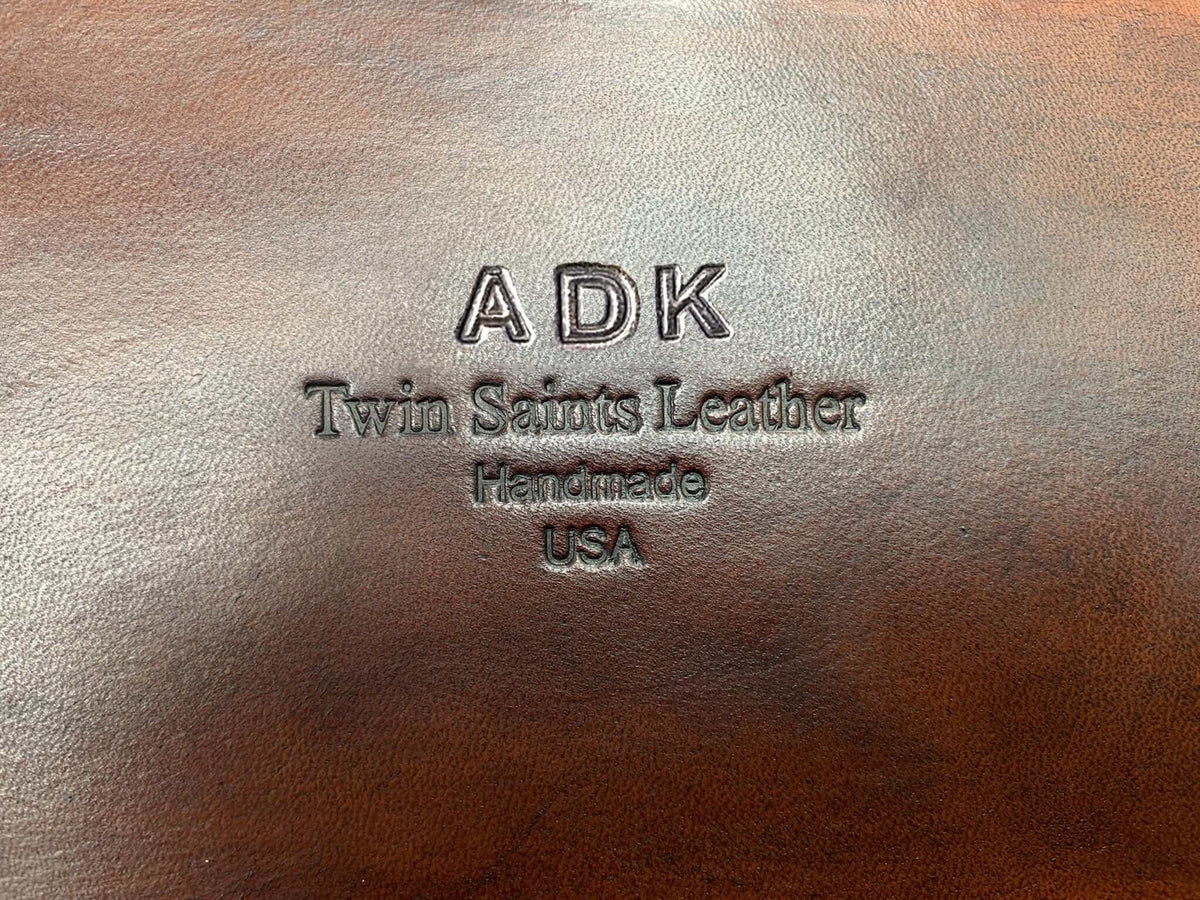 ADK
Twin Saints Leather
Handmade
USA